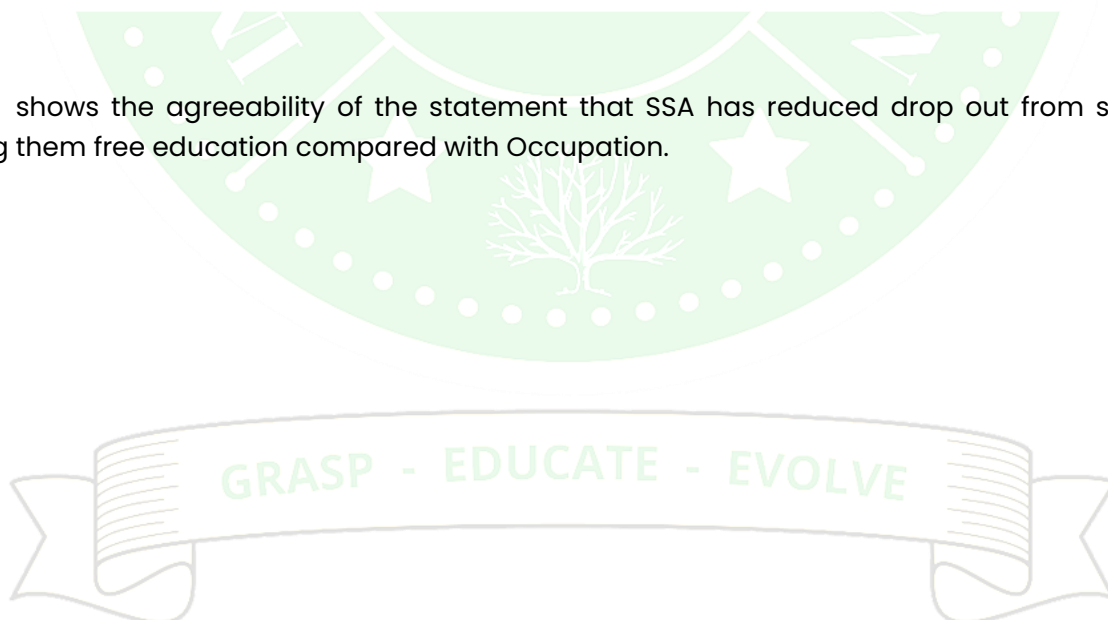 shows the agreeability of the statement that SSA has reduced drop out from
them free education compared with Occupation.
GRASP - EDUCATE - EVOLVE